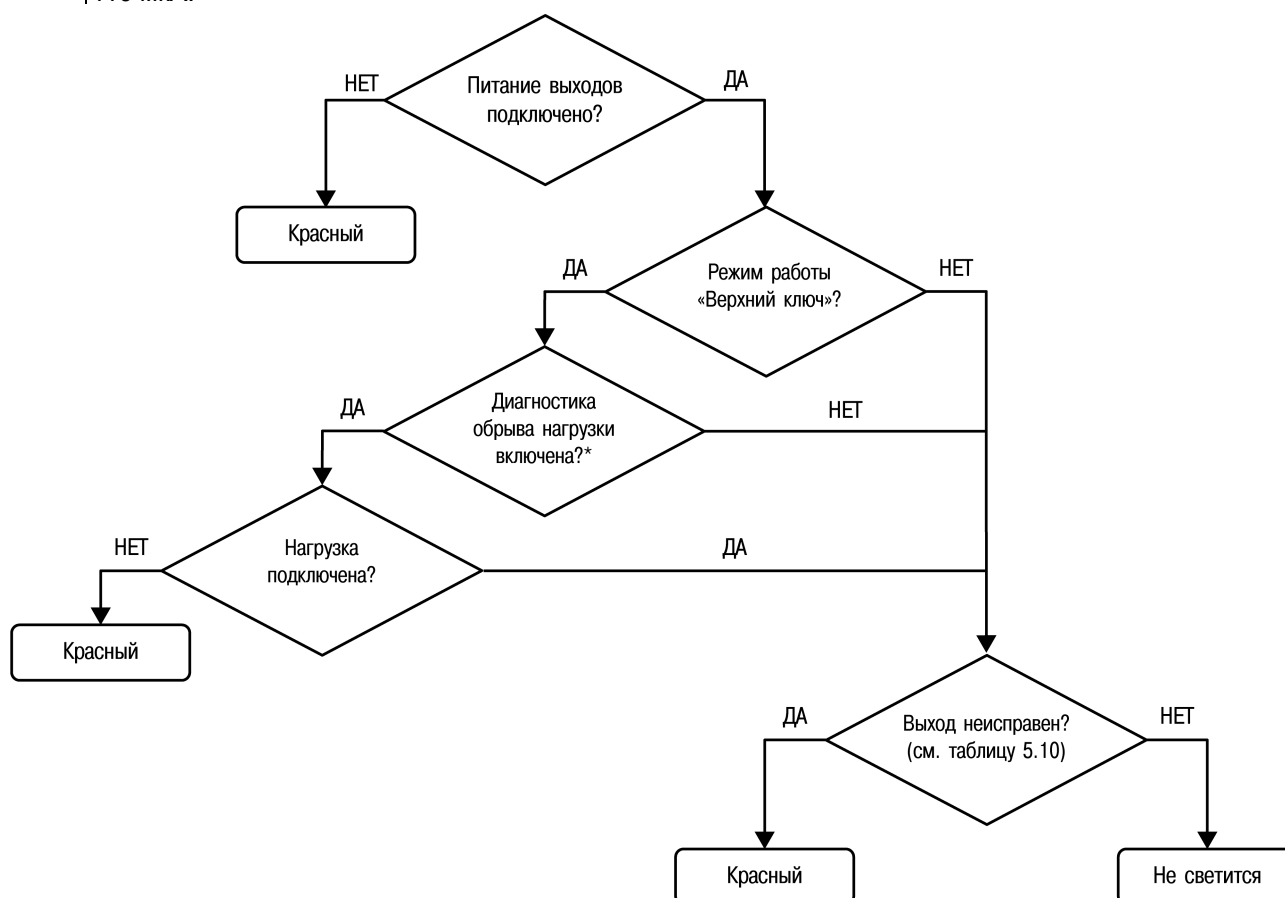 НЕТ
Питание выходов
подключено?
ДА
Красный
ДА
Режим работы
«Верхний ключ»?
НЕТ
ДА
Диагностика
обрыва нагрузки
включена?*
НЕТ
НЕТ
Нагрузка
подключена?
ДА
Красный
ДА
Выход неисправен?
(см. таблицу 5.10)
НЕТ
Красный
Не светится